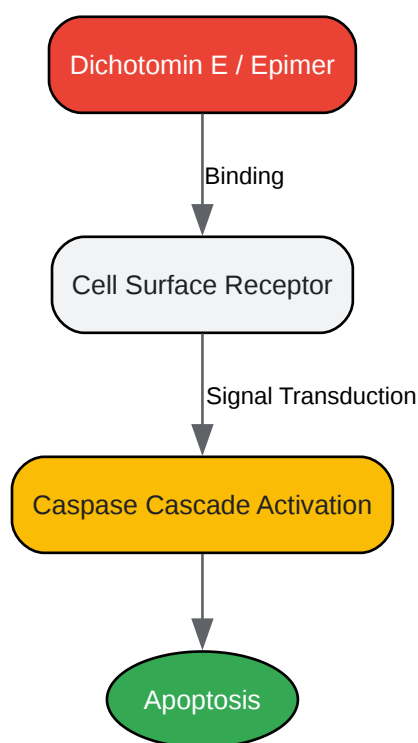 Dichotomin E / Epimer
Binding
Cell Surface Receptor
Signal Transduction
Caspase Cascade Activation
Apoptosis